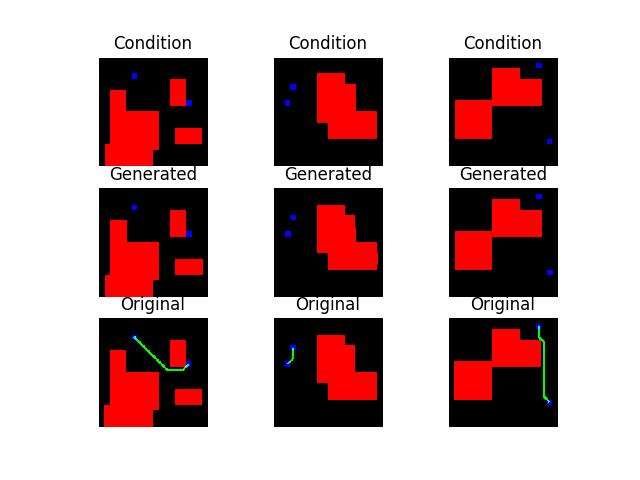 Condition
Condition
Condition
Generated
Generated
Generated
Original
Original
Original